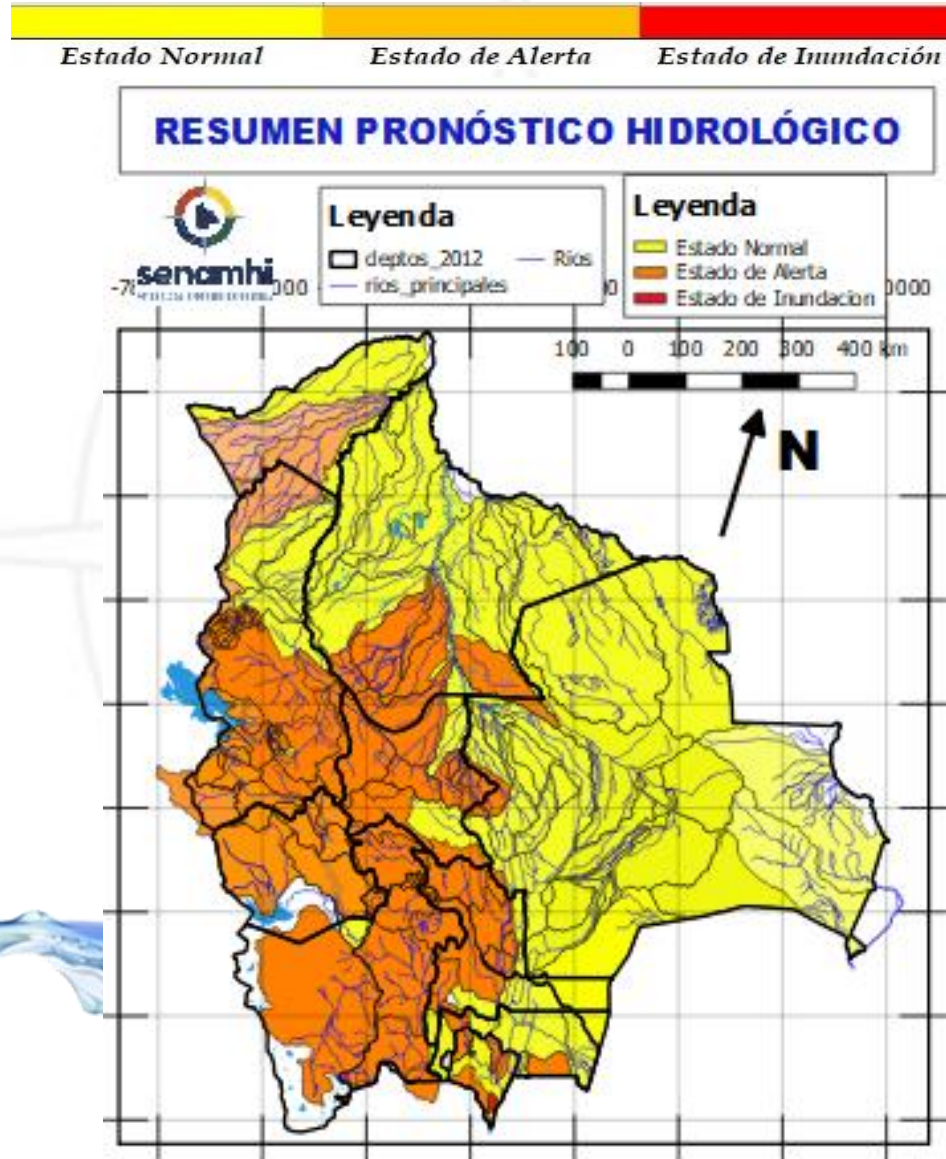 Estado Normal Estado de Alerta Estado de Inundación
RESUMEN PRONÓSTICO HIDROLÓGICO
senamhi
Leyenda
deptos_2012 Rios
rios_principales
Leyenda
Estado Normal
Estado de Alerta
Estado de Inundacion
100 0 100 200 300 400 km
N